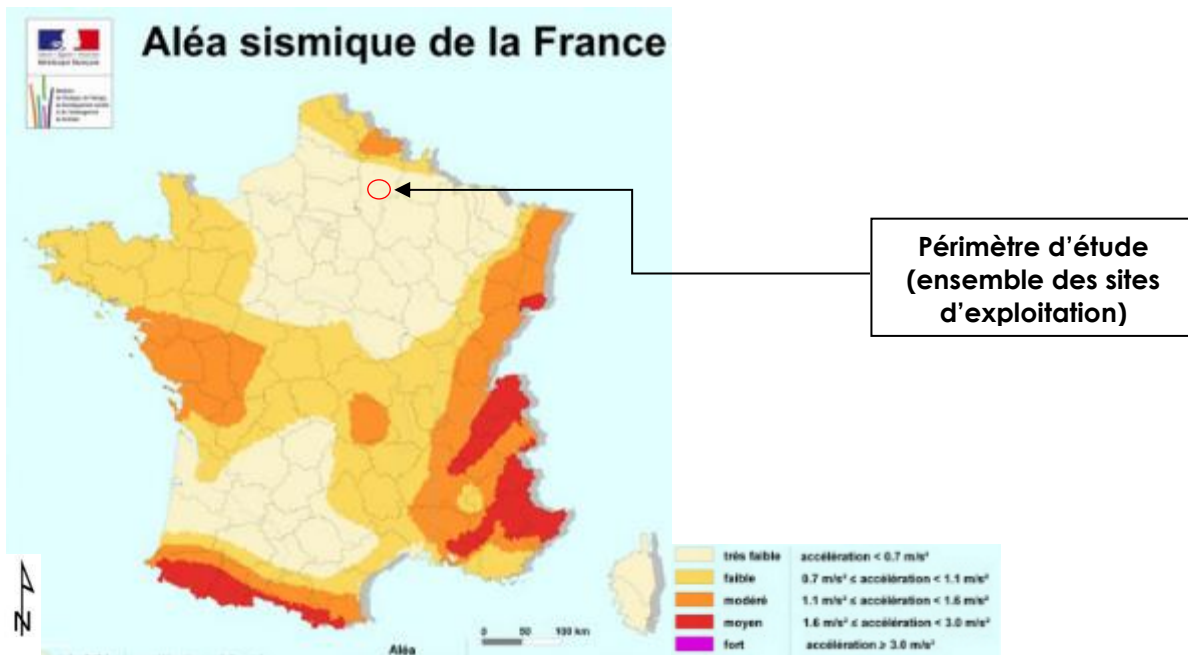 Aléa sismique de la France
Périmètre d’étude
(ensemble des sites
d’exploitation)
N
0 50 100 km
Aléa
très faible accélération < 0.7 m/s²
faible 0.7 m/s² ≤ accélération < 1.1 m/s²
modéré 1.1 m/s² ≤ accélération < 1.6 m/s²
moyen 1.6 m/s² ≤ accélération < 3.0 m/s²
fort accélération ≥ 3.0 m/s²